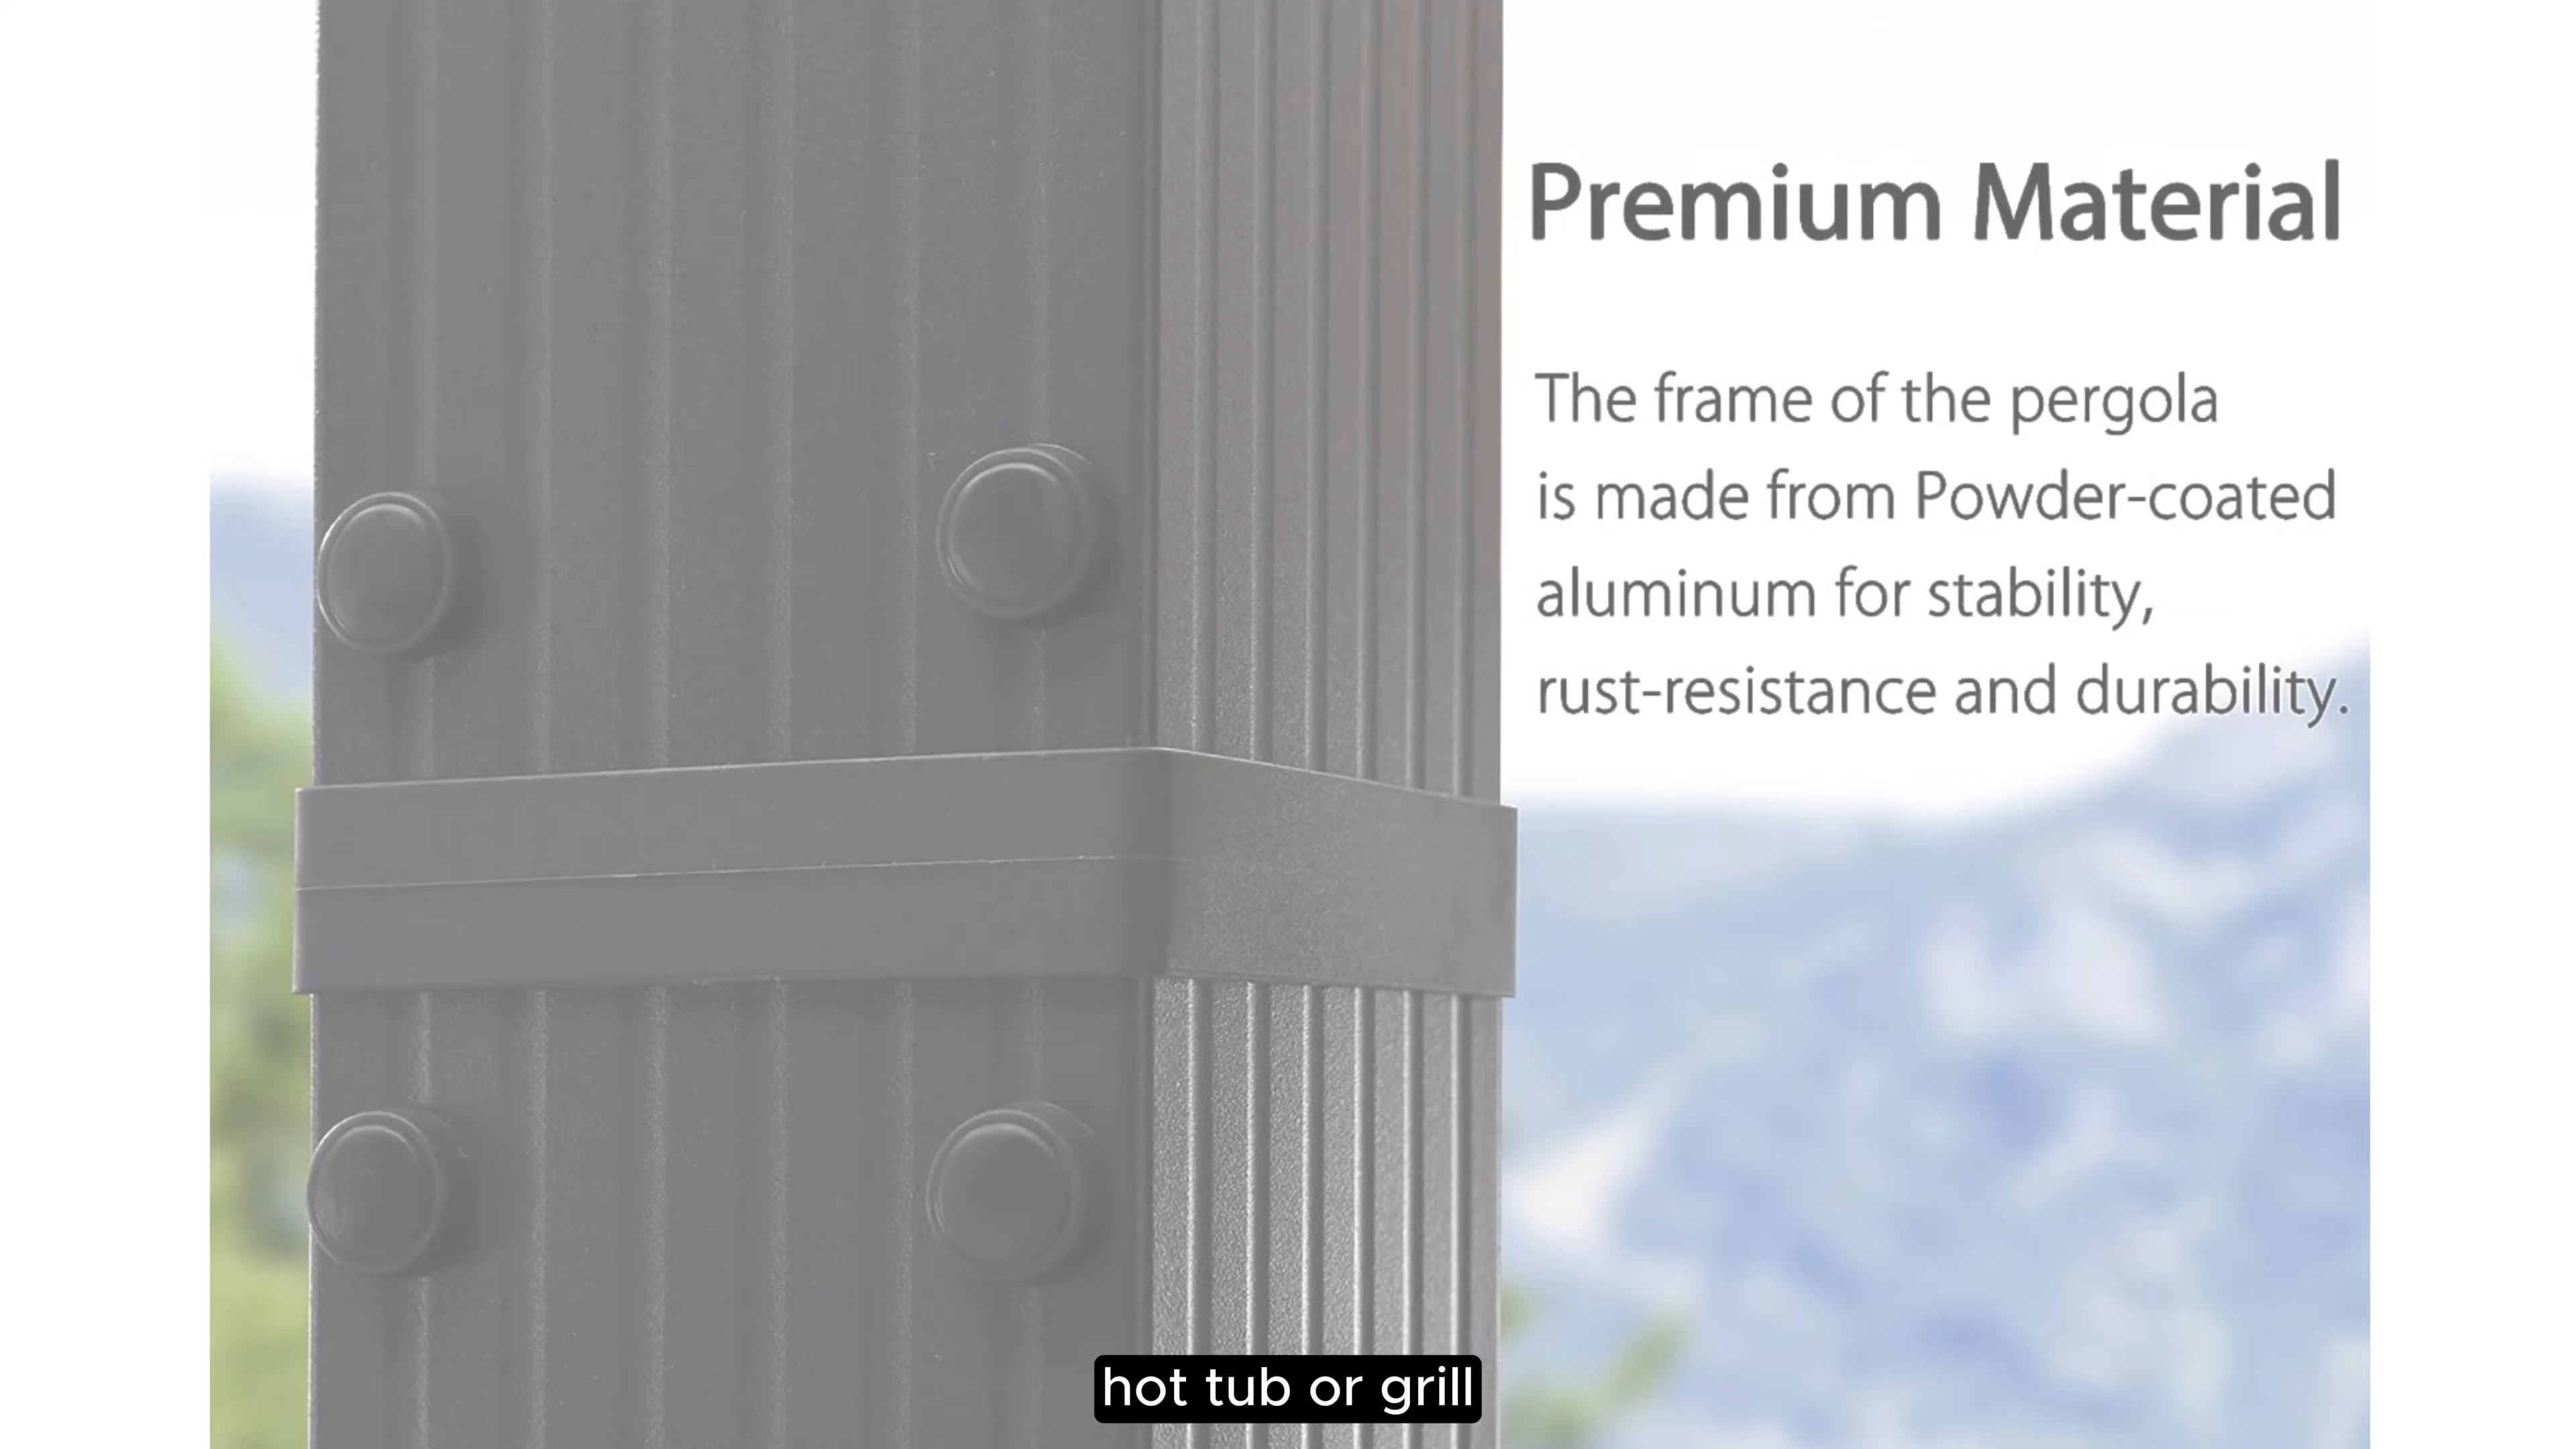 Premium Material
The frame of the pergola
is made from Powder-coated
aluminum for stability,
rust-resistance and durability.
hot tub or grill